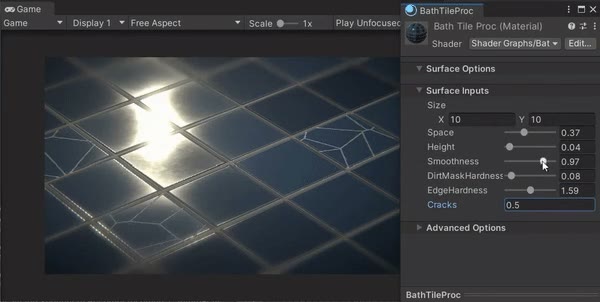 Game
Game Display 1 Free Aspect Scale 1x Play Unfocused
BathTileProc
Bath Tile Proc (Material)
Shader Shader Graphs/Bat Edit...
Surface Options
Surface Inputs
Size
X 10 Y 10
Space 0.37
Height 0.04
Smoothness 0.97
DirtMaskHardness 0.08
EdgeHardness 1.59
Cracks 0.5
Advanced Options
BathTileProc